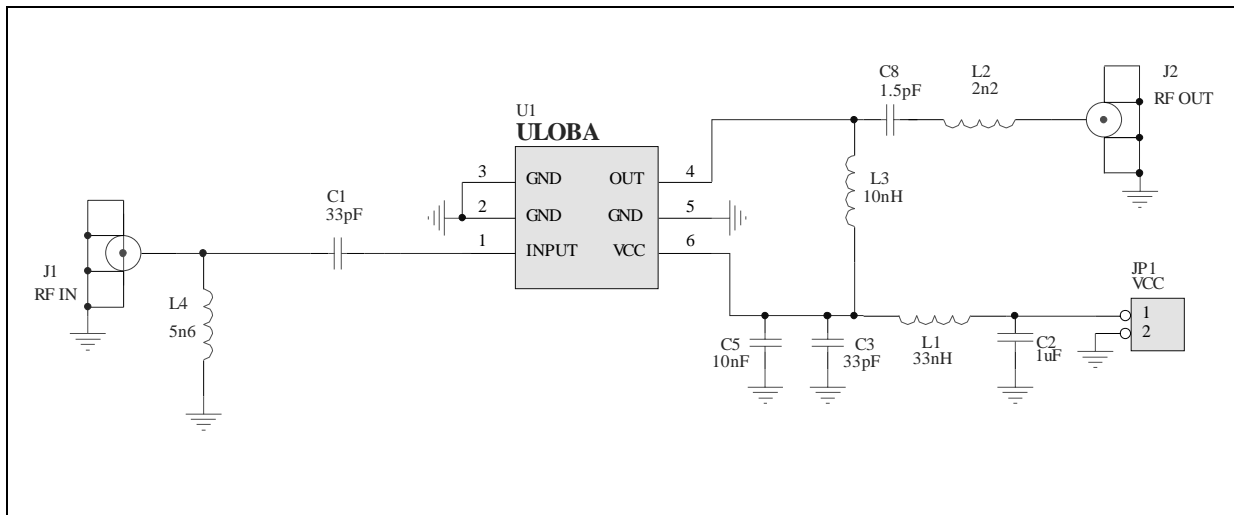 C8
1.5pF
L2
2n2
J2
RF OUT
U1
ULOBA
3
GND
OUT
4
2
GND
GND
5
1
INPUT
VCC
6
C1
33pF
L3
10nH
J1
RF IN
L4
5n6
JP1
VCC
1
2
C5
10nF
C3
33pF
L1
33nH
C2
1uF